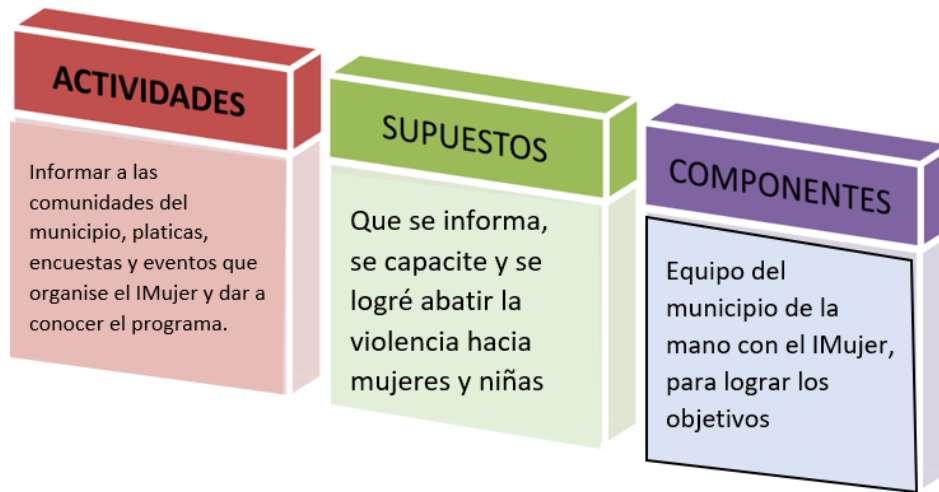 ACTIVIDADES
Informar a las
comunidades del
municipio, platicas,
encuestas y eventos que
organise el IMujer y dar a
conocer el programa.
SUPUESTOS
Que se informa,
se capacite y se
logré abatir la
violencia hacia
mujeres y niñas
COMPONENTES
Equipo del
municipio de la
mano con el IMujer,
para lograr los
objetivos